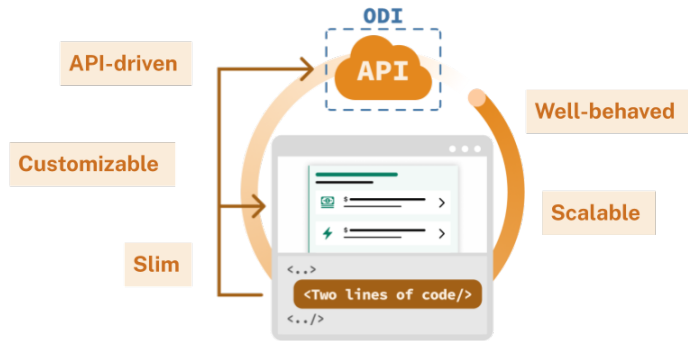 ODI
API-driven
API
Well-behaved
Customizable
$
Scalable
$
Slim
<..>
<Two lines of code/>
<../>